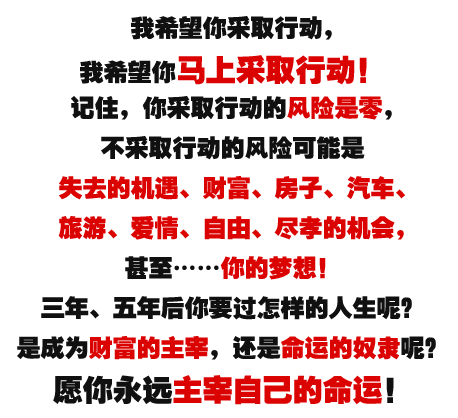 我希望你采取行动，
我希望你马上采取行动！
记住，你采取行动的风险是零，
不采取行动的风险可能是
失去的机遇、财富、房子、汽车、
旅游、爱情、自由、尽孝的机会，
甚至……你的梦想！
三年、五年后你要过怎样的人生呢？
是成为财富的主宰，还是命运的奴隶呢？
愿你永远主宰自己的命运！